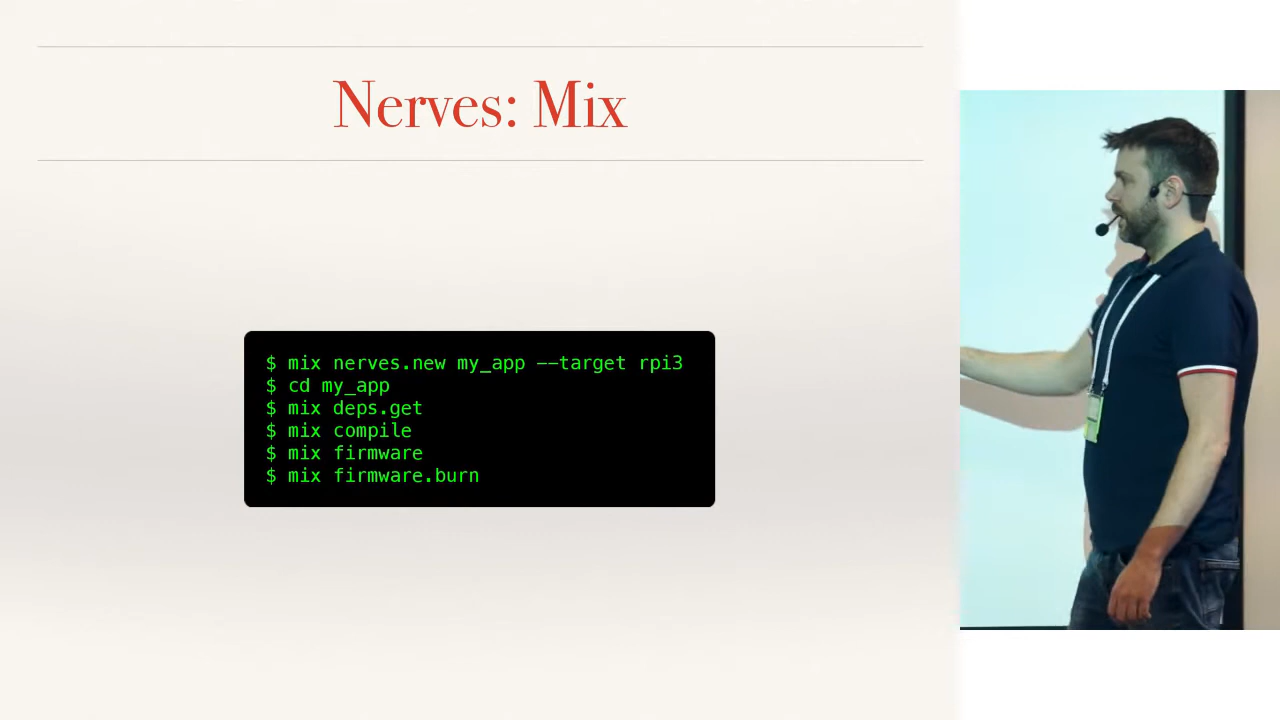 Nerves: Mix
$ mix nerves.new my_app --target rpi3
$ cd my_app
$ mix deps.get
$ mix compile
$ mix firmware
$ mix firmware.burn